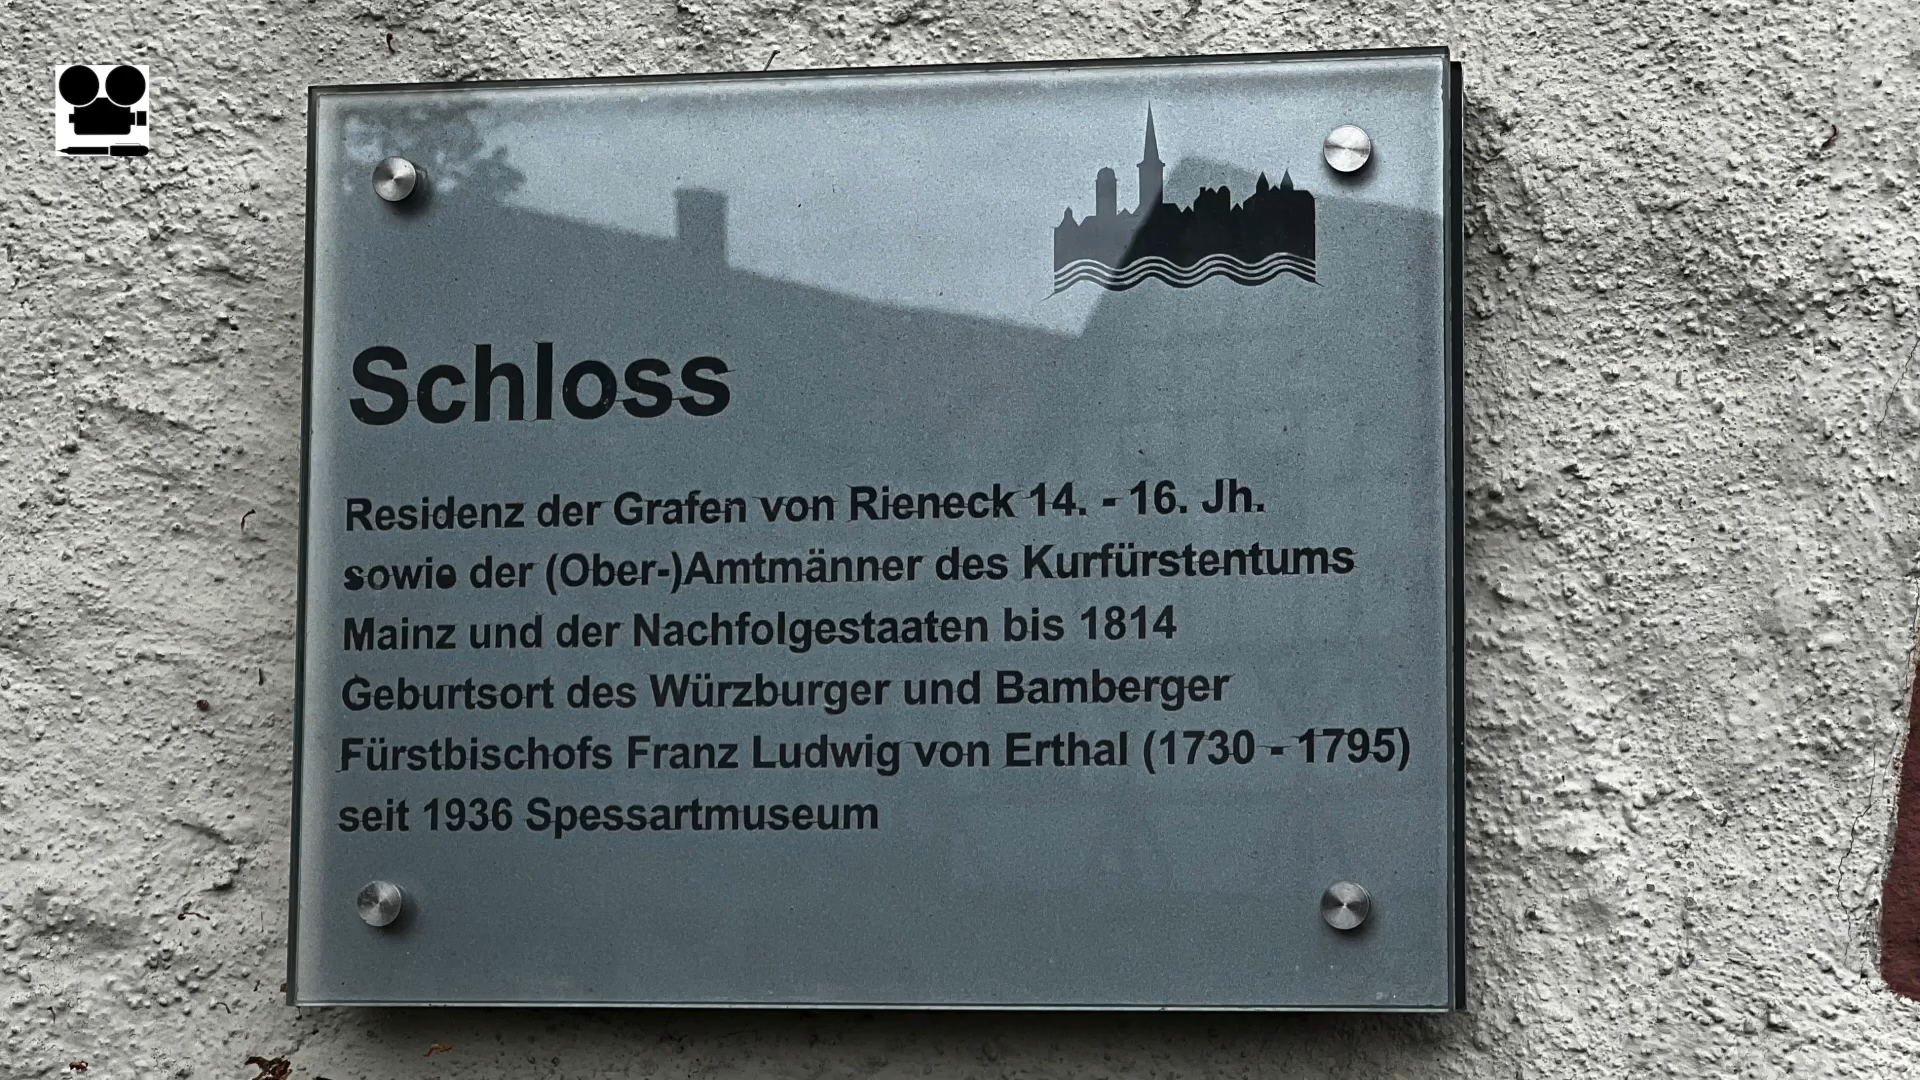 Schloss
Residenz der Grafen von Rieneck 14. - 16. Jh.
sowie der (Ober-)Amtmänner des Kurfürstentums
Mainz und der Nachfolgestaaten bis 1814
Geburtsort des Würzburger und Bamberger
Fürstbischofs Franz Ludwig von Erthal (1730 - 1795)
seit 1936 Spessartmuseum